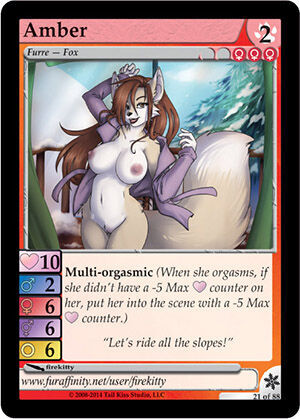 Amber
2
Furre — Fox
10
2
6
6
6
Multi-orgasmic (When she orgasms, if
she didn't have a -5 Max counter on
her, put her into the scene with a -5 Max
counter.)
"Let's ride all the slopes!"
firekitty
www.furaffinity.net/user/firekitty
© 2008-2014 Tail Kiss Studio, LLC
21 of 88